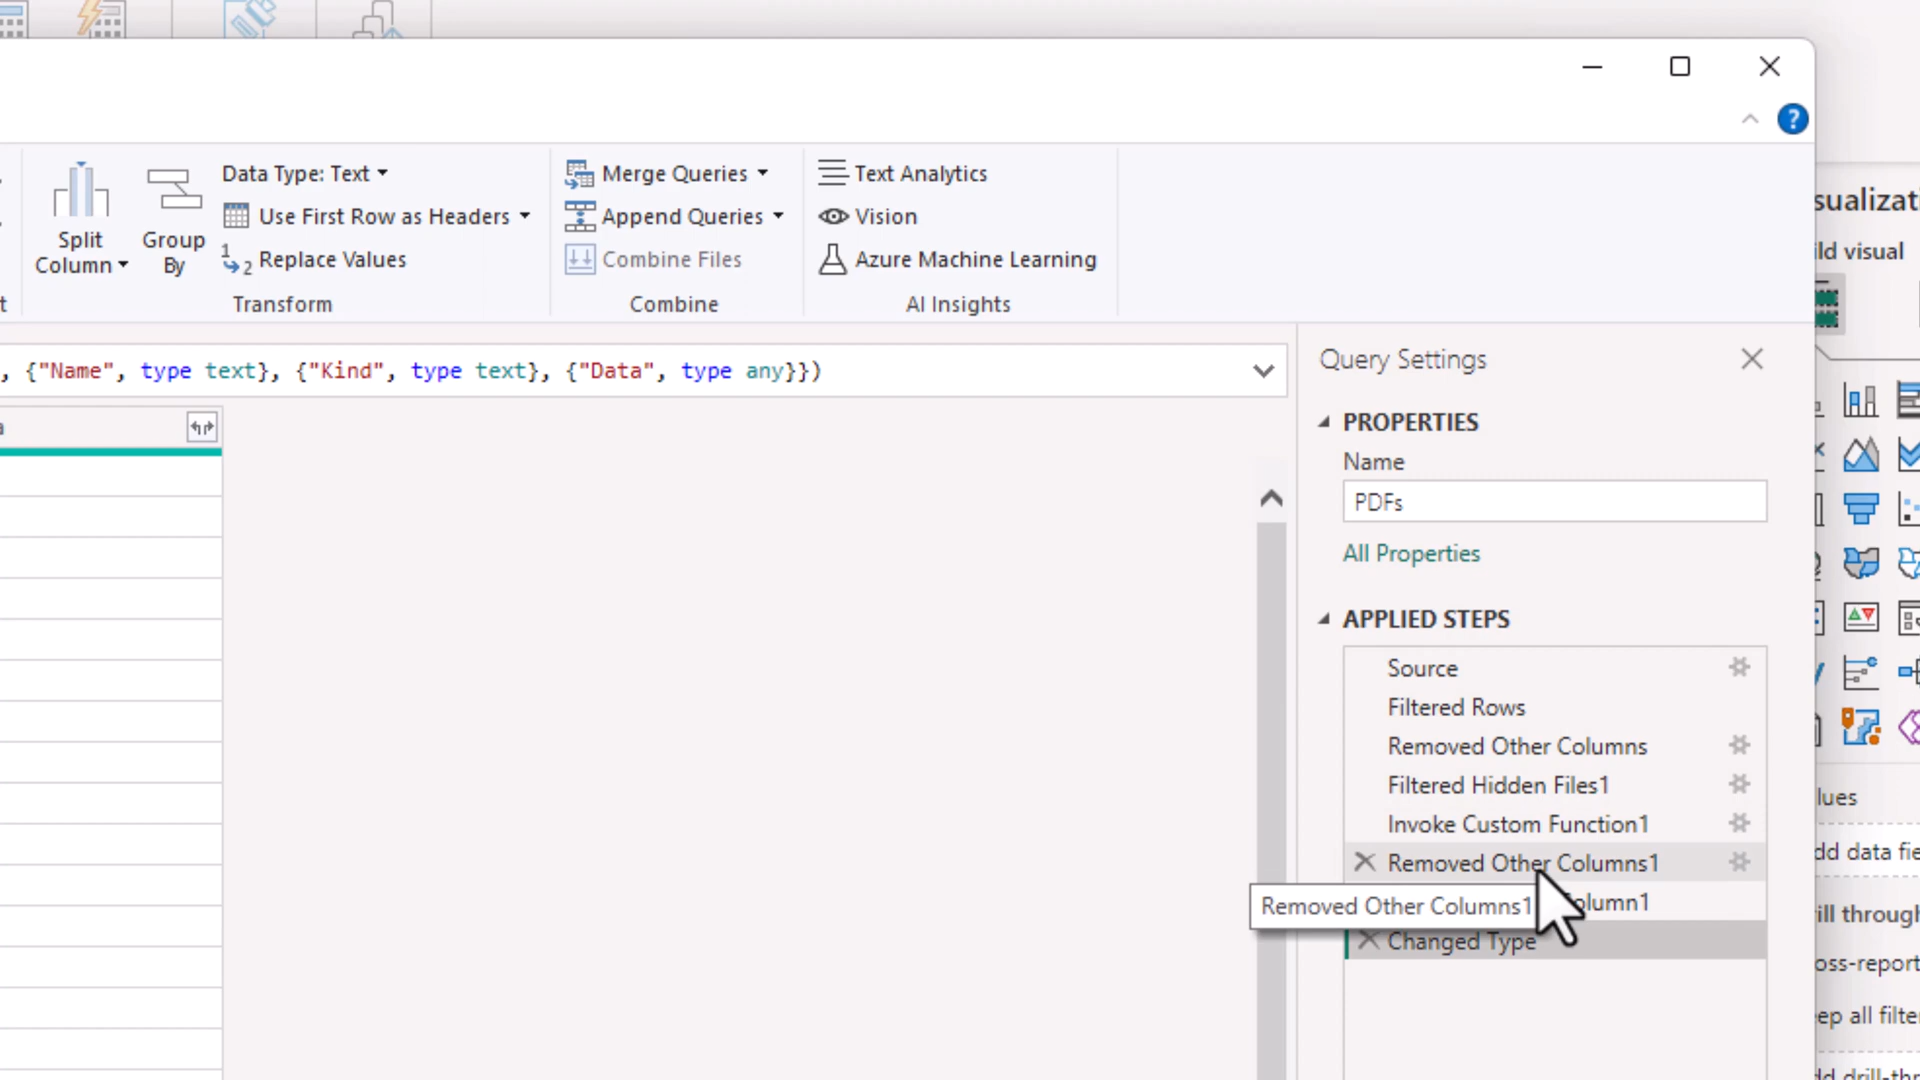 Split
Column
Group
By
Data Type: Text
Use First Row as Headers
Replace Values
Transform
Merge Queries
Append Queries
Combine Files
Combine
Text Analytics
Vision
Azure Machine Learning
AI Insights
?
, {"Name", type text}, {"Kind", type text}, {"Data", type any}})
Query Settings
PROPERTIES
Name
PDFs
All Properties
APPLIED STEPS
Source
Filtered Rows
Removed Other Columns
Filtered Hidden Files1
Invoke Custom Function1
Removed Other Columns1
Removed Other Columns1
olumn1
Changed Type
sualizat
ild visual
lues
dd data fie
rill through
oss-report
eep all filte